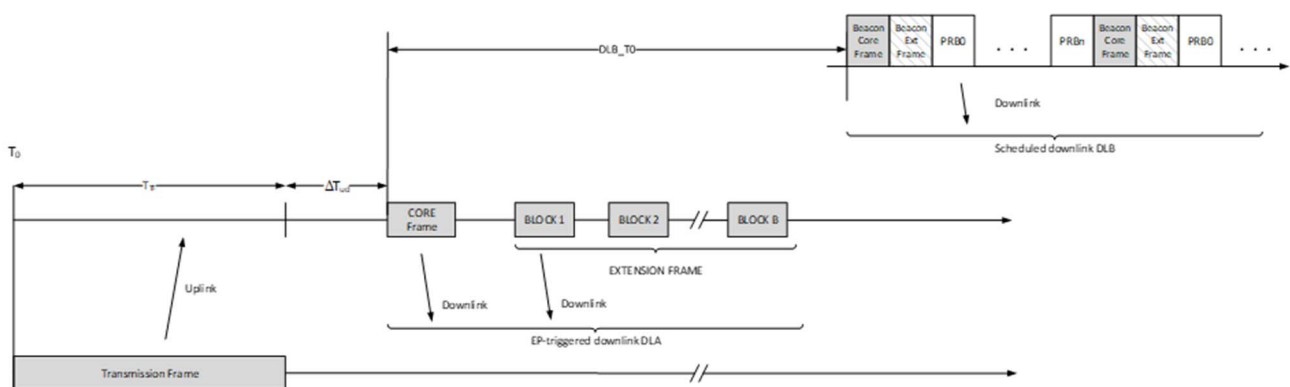 Beacon
Core
Frame
Beacon
Ext
Frame
PRB0
. . .
PRBn
Beacon
Core
Frame
Beacon
Ext
Frame
PRB0
. . .
DLB_T0
Downlink
Scheduled downlink DLB
T0
ΔTud
CORE
Frame
BLOCK 1
BLOCK 2
BLOCK B
EXTENSION FRAME
Uplink
Downlink
Downlink
EP-triggered downlink DLA
Transmission Frame